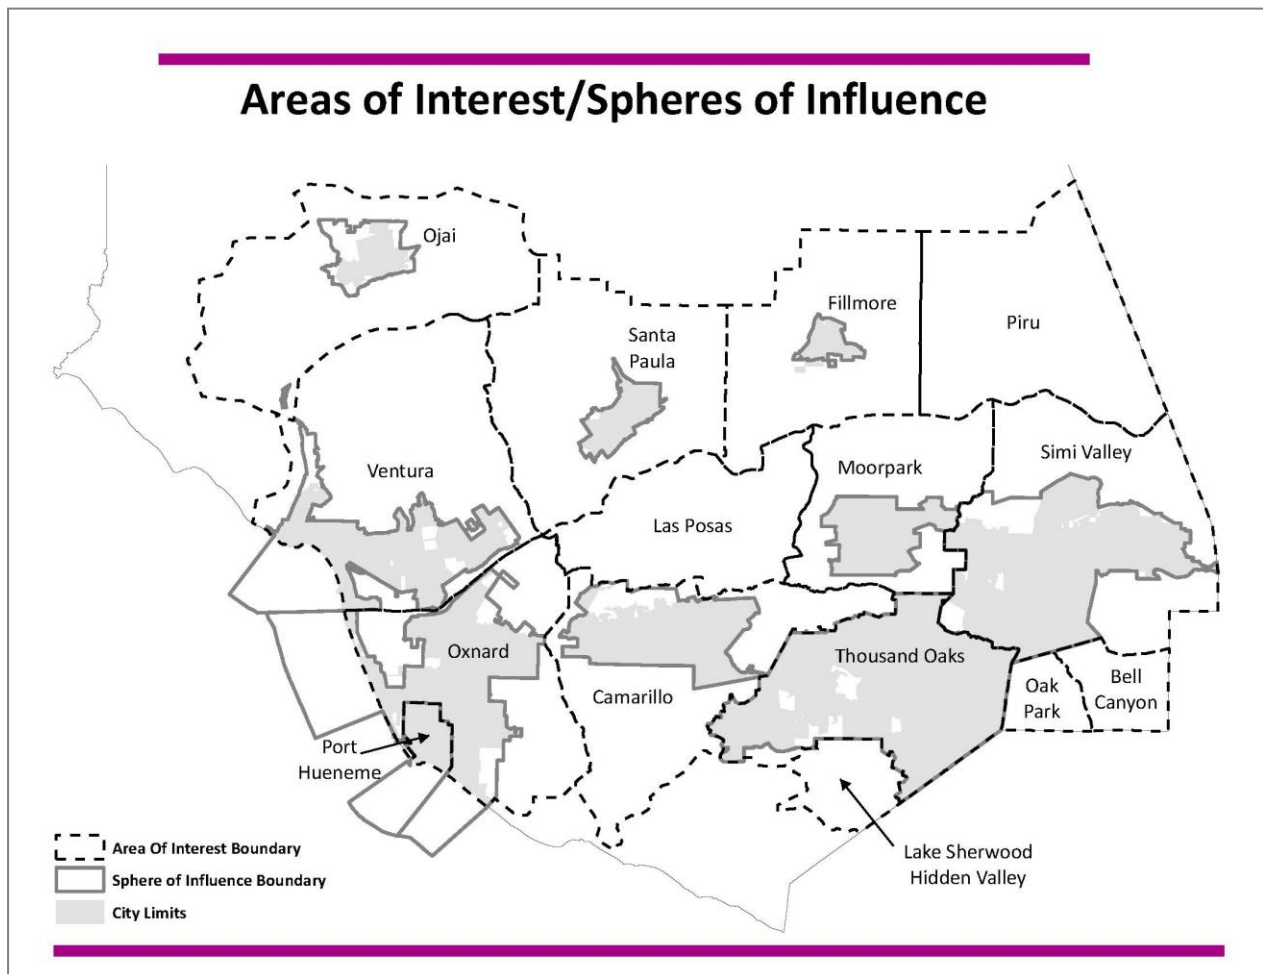 Areas of Interest/Spheres of Influence
Ojai
Fillmore
Piru
Santa
Paula
Ventura
Moorpark
Simi Valley
Las Posas
Oxnard
Thousand Oaks
Camarillo
Oak
Park
Bell
Canyon
Port
Hueneme
Lake Sherwood
Hidden Valley
Area Of Interest Boundary
Sphere of Influence Boundary
City Limits